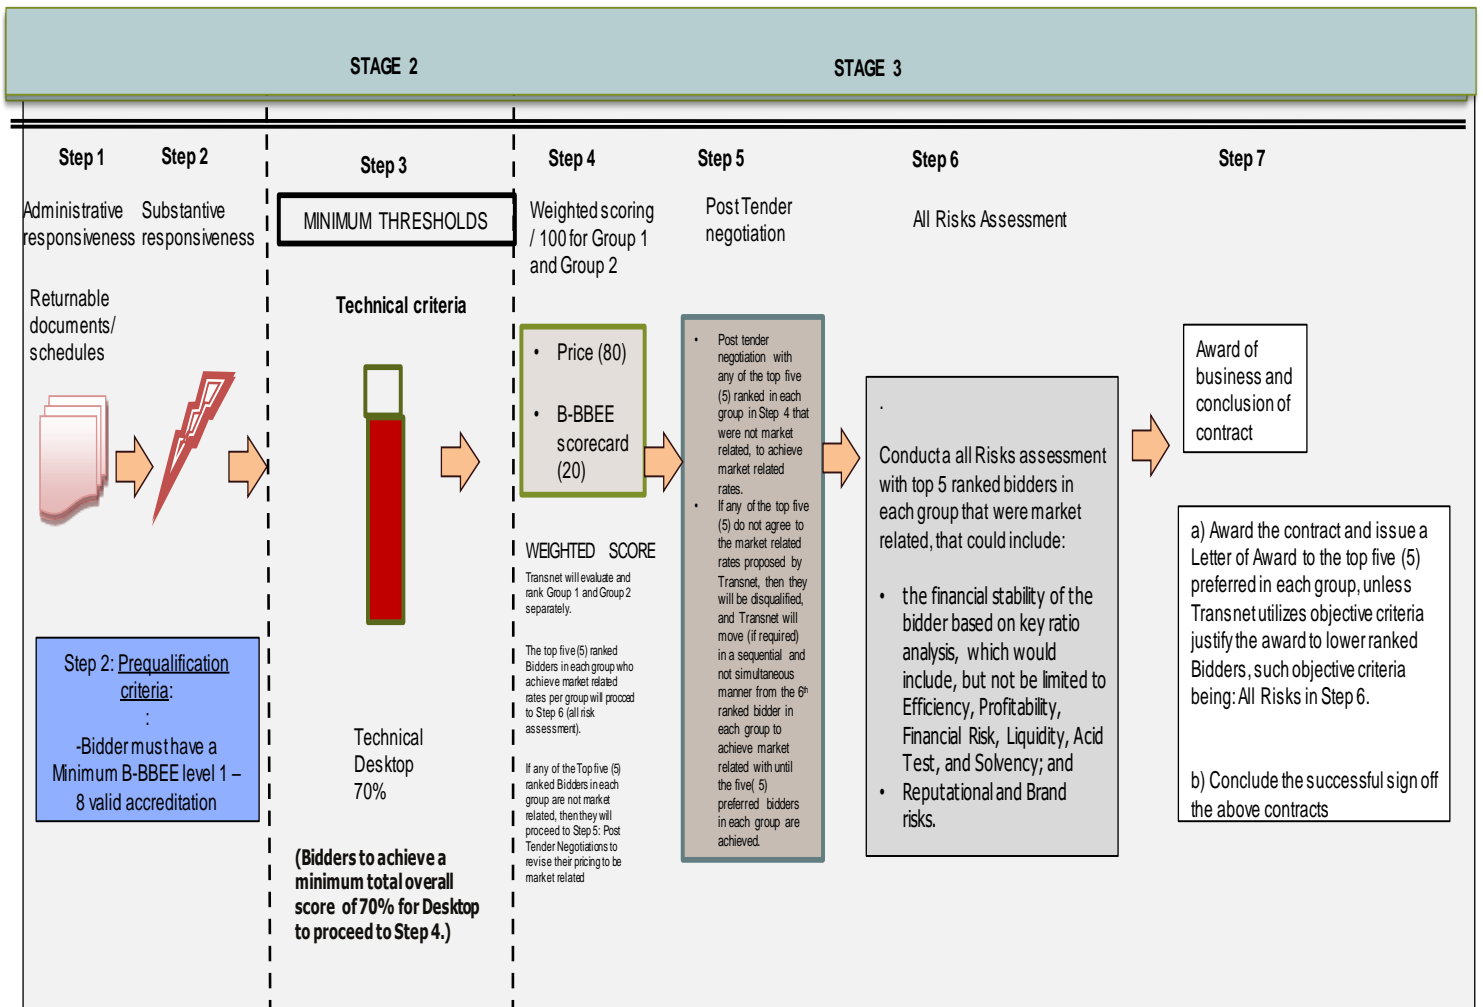 STAGE 2
STAGE 3
Step 1
Step 2
Step 3
Step 4
Step 5
Step 6
Step 7
Administrative
responsiveness
Substantive
responsiveness
MINIMUM THRESHOLDS
Weighted scoring
/ 100 for Group 1
and Group 2
Post Tender
negotiation
All Risks Assessment
Returnable
documents/
schedules
Technical criteria
• Price (80)
• B-BBEE
scorecard
(20)
• Post tender
negotiation with
any of the top five
(5) ranked in each
group in Step 4 that
were not market
related, to achieve
market related
rates.
• If any of the top five
(5) do not agree to
the market related
rates proposed by
Transnet, then they
will be disqualified,
and Transnet will
move (if required)
in a sequential and
not simultaneous
manner from the 6th
ranked bidder in
each group to
achieve market
related with until
the five( 5)
preferred bidders
in each group are
achieved.
.
Conduct a all Risks assessment
with top 5 ranked bidders in
each group that were market
related, that could include:
• the financial stability of the
bidder based on key ratio
analysis, which would
include, but not be limited to
Efficiency, Profitability,
Financial Risk, Liquidity, Acid
Test, and Solvency; and
• Reputational and Brand
risks.
Award of
business and
conclusion of
contract
a) Award the contract and issue a
Letter of Award to the top five (5)
preferred in each group, unless
Transnet utilizes objective criteria
justify the award to lower ranked
Bidders, such objective criteria
being: All Risks in Step 6.
b) Conclude the successful sign off
the above contracts
WEIGHTED SCORE
Transnet will evaluate and
rank Group 1 and Group 2
separately.
The top five (5) ranked
Bidders in each group who
achieve market related
rates per group will procced
to Step 6 (all risk
assessment).
If any of the Top five (5)
ranked Bidders in each
group are not market
related, then they will
proceed to Step 5: Post
Tender Negotiations to
revise their pricing to be
market related
Step 2: Prequalification
criteria:
:
-Bidder must have a
Minimum B-BBEE level 1 –
8 valid accreditation
Technical
Desktop
70%
(Bidders to achieve a
minimum total overall
score of 70% for Desktop
to proceed to Step 4.)